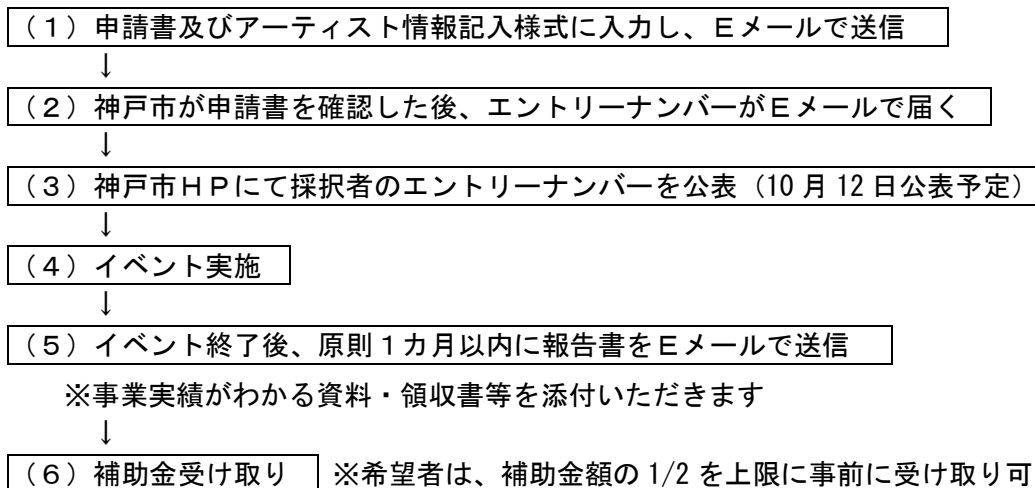 （１）申請書及びアーティスト情報記入様式に入力し、Ｅメールで送信
↓
（２）神戸市が申請書を確認した後、エントリーナンバーがＥメールで届く
↓
（３）神戸市ＨＰにて採択者のエントリーナンバーを公表（10 月 12 日公表予定）
↓
（４）イベント実施
↓
（５）イベント終了後、原則１カ月以内に報告書をＥメールで送信
※事業実績がわかる資料・領収書等を添付いただきます
↓
（６）補助金受け取り ※希望者は、補助金額の 1/2 を上限に事前に受け取り可